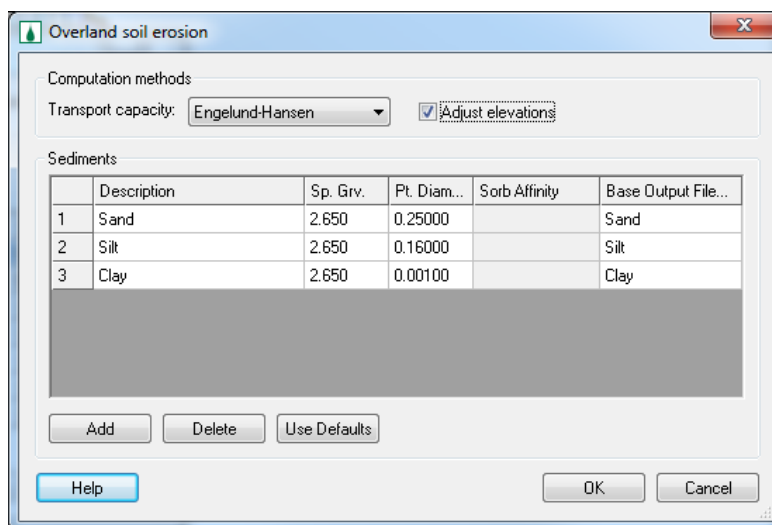 Overland soil erosion
Computation methods
Transport capacity: Engelund-Hansen Adjust elevations
Sediments
Description Sp. Grv. Pt. Diam... Sorb Affinity Base Output File...
1 Sand 2.650 0.25000 Sand
2 Silt 2.650 0.16000 Silt
3 Clay 2.650 0.00100 Clay
Add Delete Use Defaults
Help OK Cancel